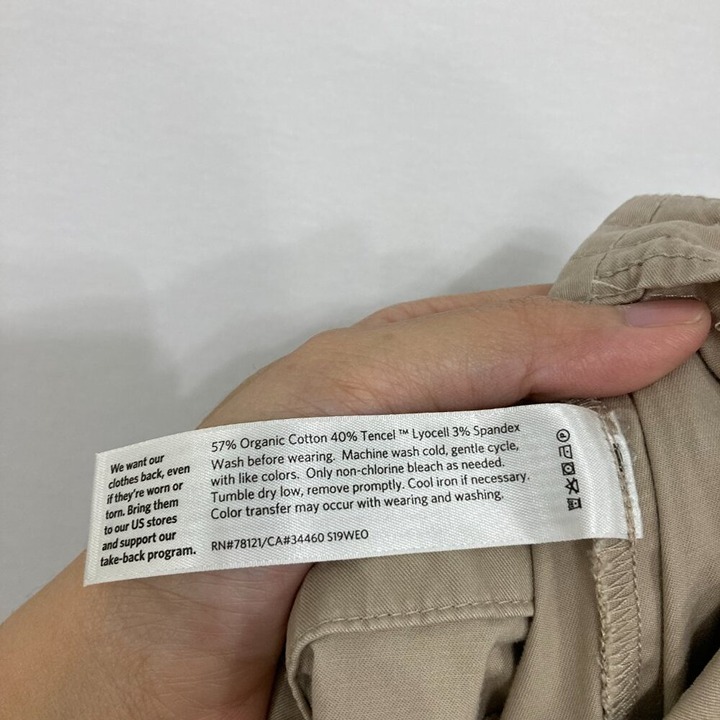 We want our
clothes back, even
if they're worn or
torn. Bring them
to our US stores
and support our
take-back program.
57% Organic Cotton 40% Tencel ™ Lyocell 3% Spandex
Wash before wearing. Machine wash cold, gentle cycle,
with like colors. Only non-chlorine bleach as needed.
Tumble dry low, remove promptly. Cool iron if necessary.
Color transfer may occur with wearing and washing.
RN#78121/CA#34460 S19WEO